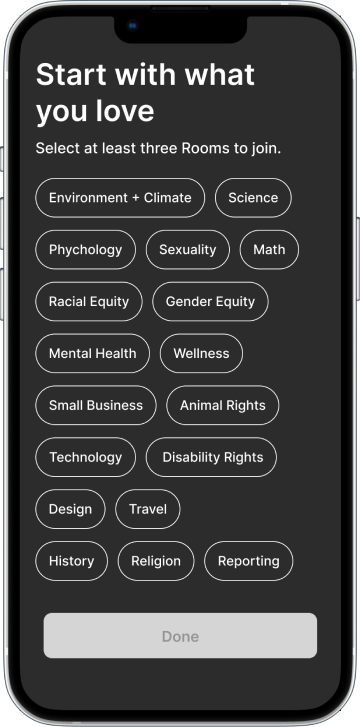 Start with what
you love
Select at least three Rooms to join.
Environment + Climate Science
Phychology Sexuality Math
Racial Equity Gender Equity
Mental Health Wellness
Small Business Animal Rights
Technology Disability Rights
Design Travel
History Religion Reporting
Done